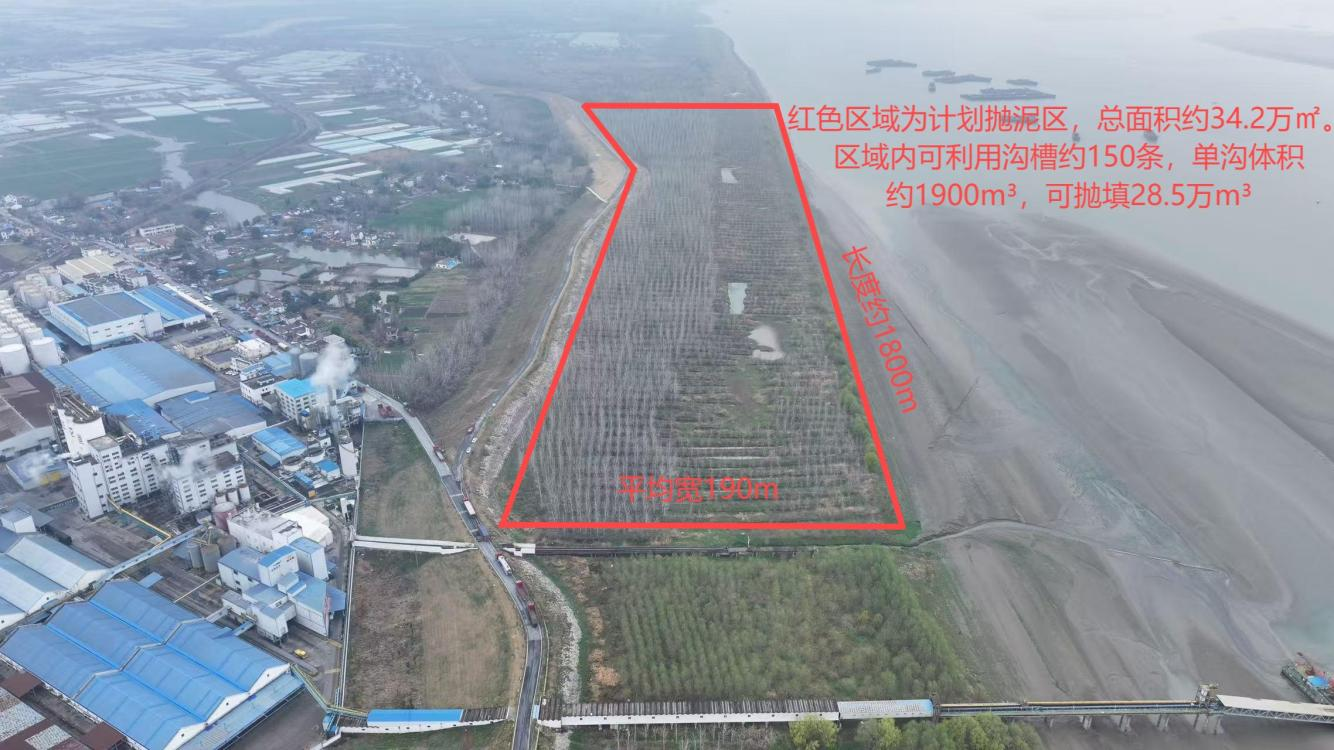 红色区域为计划抛泥区，总面积约34.2万㎡。
区域内可利用沟槽约150条，单沟体积
约1900m³，可抛填28.5万m³
长度约1800m
平均宽190m